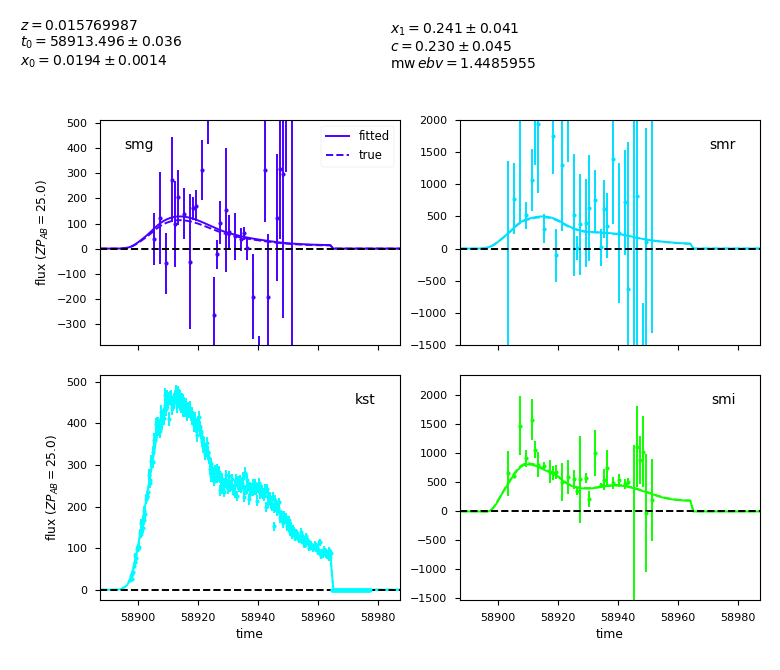 z = 0.015769987
t₀ = 58913.496 ± 0.036
x₀ = 0.0194 ± 0.0014
x₁ = 0.241 ± 0.041
c = 0.230 ± 0.045
mw ebv = 1.4485955
500
400
300
200
100
0
−100
−200
−300
flux (ZP_AB = 25.0)
smg
fitted
true
2000
1500
1000
500
0
−500
−1000
−1500
smr
500
400
300
200
100
0
flux (ZP_AB = 25.0)
kst
58900
58920
58940
58960
58980
time
2000
1500
1000
500
0
−500
−1000
−1500
smi
58900
58920
58940
58960
58980
time